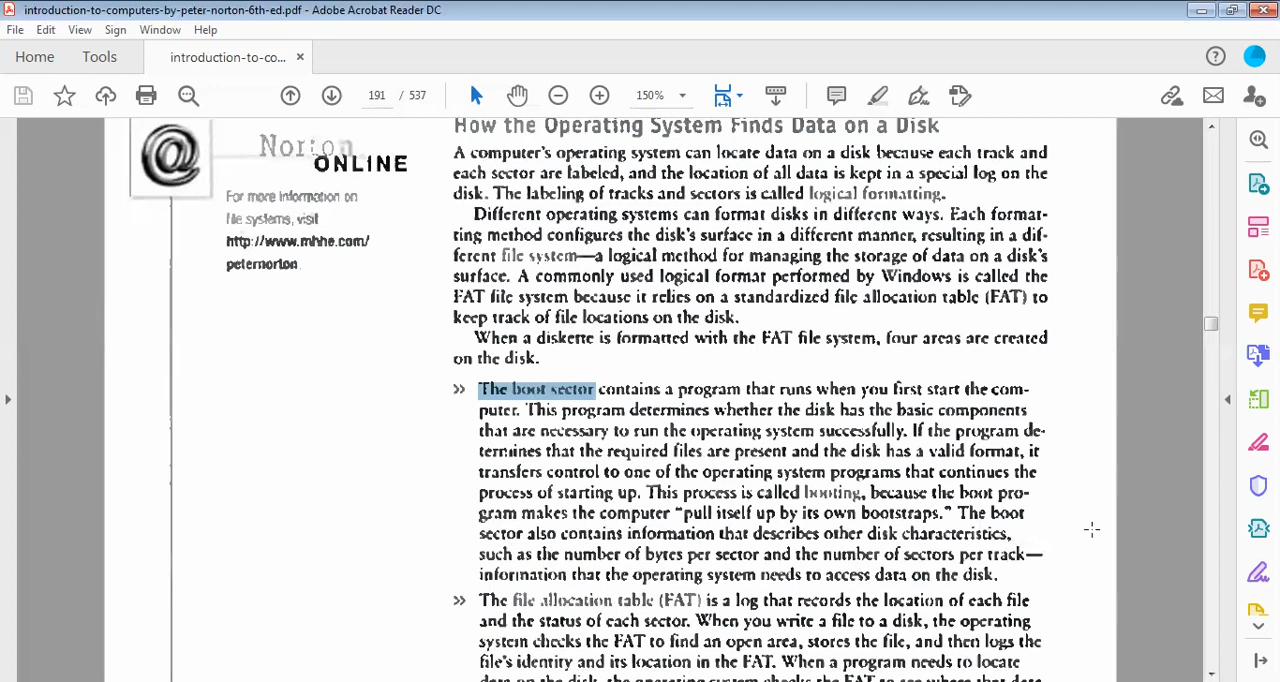 introduction-to-computers-by-peter-norton-6th-ed.pdf - Adobe Acrobat Reader DC
File Edit View Sign Window Help
Home Tools introduction-to-co... ×
191 / 537 150%
Norton
ONLINE
For more information on
file systems, visit
http://www.mhhe.com/
peternorton
How the Operating System Finds Data on a Disk
A computer's operating system can locate data on a disk because each track and
each sector are labeled, and the location of all data is kept in a special log on the
disk. The labeling of tracks and sectors is called logical formatting.
Different operating systems can format disks in different ways. Each format-
ting method configures the disk's surface in a different manner, resulting in a dif-
ferent file system—a logical method for managing the storage of data on a disk's
surface. A commonly used logical format performed by Windows is called the
FAT file system because it relies on a standardized file allocation table (FAT) to
keep track of file locations on the disk.
When a diskette is formatted with the FAT file system, four areas are created
on the disk.
» The boot sector contains a program that runs when you first start the com-
puter. This program determines whether the disk has the basic components
that are necessary to run the operating system successfully. If the program de-
termines that the required files are present and the disk has a valid format, it
transfers control to one of the operating system programs that continues the
process of starting up. This process is called booting, because the boot pro-
gram makes the computer "pull itself up by its own bootstraps." The boot
sector also contains information that describes other disk characteristics,
such as the number of bytes per sector and the number of sectors per track—
information that the operating system needs to access data on the disk.
» The file allocation table (FAT) is a log that records the location of each file
and the status of each sector. When you write a file to a disk, the operating
system checks the FAT to find an open area, stores the file, and then logs the
file's identity and its location in the FAT. When a program needs to locate
data on the disk, the operating system checks the FAT to see where that data